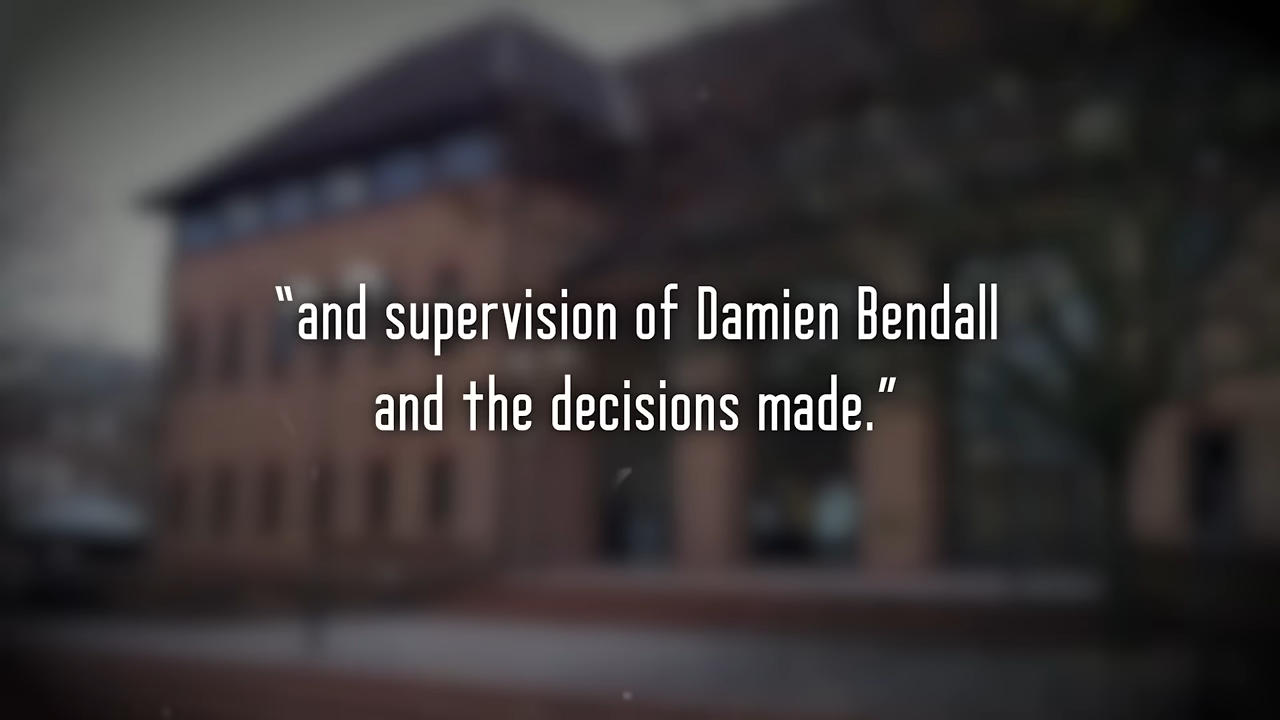 “and supervision of Damien Bendall
and the decisions made.”